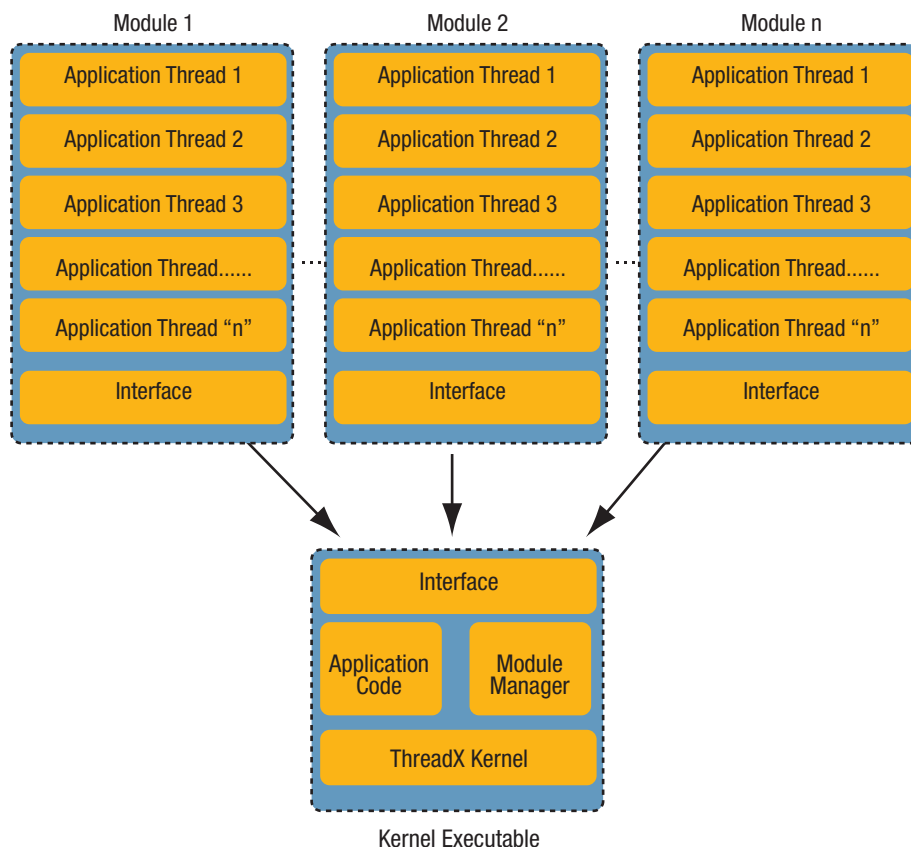 Module 1
Application Thread 1
Application Thread 2
Application Thread 3
Application Thread......
Application Thread “n”
Interface
Module 2
Application Thread 1
Application Thread 2
Application Thread 3
Application Thread......
Application Thread “n”
Interface
Module n
Application Thread 1
Application Thread 2
Application Thread 3
Application Thread......
Application Thread “n”
Interface
Interface
Application
Code
Module
Manager
ThreadX Kernel
Kernel Executable